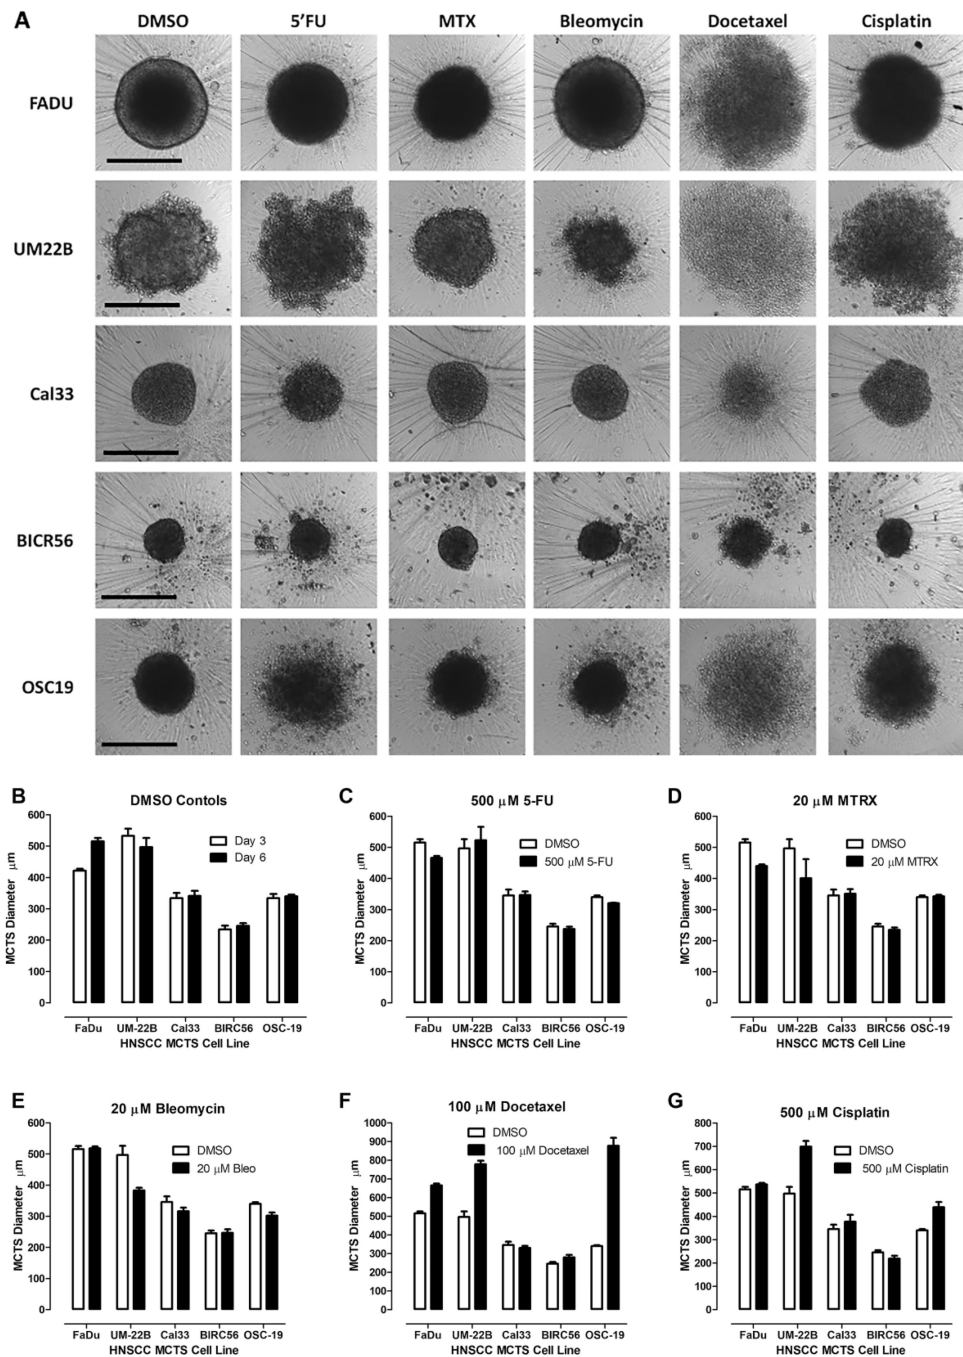 A
DMSO 5'FU MTX Bleomycin Docetaxel Cisplatin
FADU
UM22B
Cal33
BICR56
OSC19
B
DMSO Contols
MCTS Diameter μm
600
500
400
300
200
100
0
Day 3
Day 6
FaDu UM-22B Cal33 BIRC56 OSC-19
HNSCC MCTS Cell Line
C
500 μM 5-FU
MCTS Diameter μm
600
500
400
300
200
100
0
DMSO
500 μM 5-FU
FaDu UM-22B Cal33 BIRC56 OSC-19
HNSCC MCTS Cell Line
D
20 μM MTRX
MCTS Diameter μm
600
500
400
300
200
100
0
DMSO
20 μM MTRX
FaDu UM-22B Cal33 BIRC56 OSC-19
HNSCC MCTS Cell Line
E
20 μM Bleomycin
MCTS Diameter μm
600
500
400
300
200
100
0
DMSO
20 μM Bleo
FaDu UM-22B Cal33 BIRC56 OSC-19
HNSCC MCTS Cell Line
F
100 μM Docetaxel
MCTS Diameter μm
1000
900
800
700
600
500
400
300
200
100
0
DMSO
100 μM Docetaxel
FaDu UM-22B Cal33 BIRC56 OSC-19
HNSCC MCTS Cell Line
G
500 μM Cisplatin
MCTS Diameter μm
800
700
600
500
400
300
200
100
0
DMSO
500 μM Cisplatin
FaDu UM-22B Cal33 BIRC56 OSC-19
HNSCC MCTS Cell Line